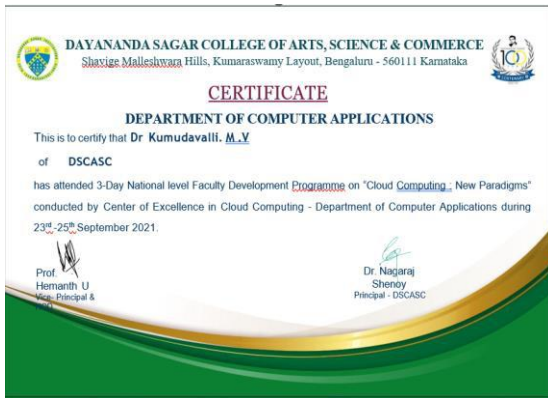 DAYANANDA SAGAR COLLEGE OF ARTS, SCIENCE & COMMERCE
Shavige Malleshwara Hills, Kumaraswamy Layout, Bengaluru - 560111 Karnataka
CERTIFICATE
DEPARTMENT OF COMPUTER APPLICATIONS
This is to certify that Dr Kumudavalli. M .V
of DSCASC
has attended 3-Day National level Faculty Development Programme on "Cloud Computing : New Paradigms"
conducted by Center of Excellence in Cloud Computing - Department of Computer Applications during
23rd -25th September 2021.
Prof.
Hemanth U
Vice- Principal &
Dr. Nagaraj
Shenoy
Principal - DSCASC